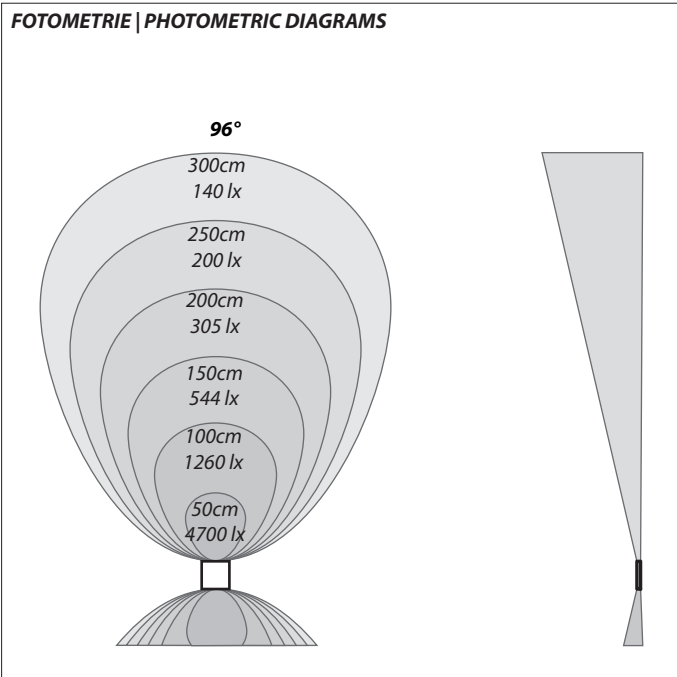 FOTOMETRIE | PHOTOMETRIC DIAGRAMS
96°
300cm
140 lx
250cm
200 lx
200cm
305 lx
150cm
544 lx
100cm
1260 lx
50cm
4700 lx